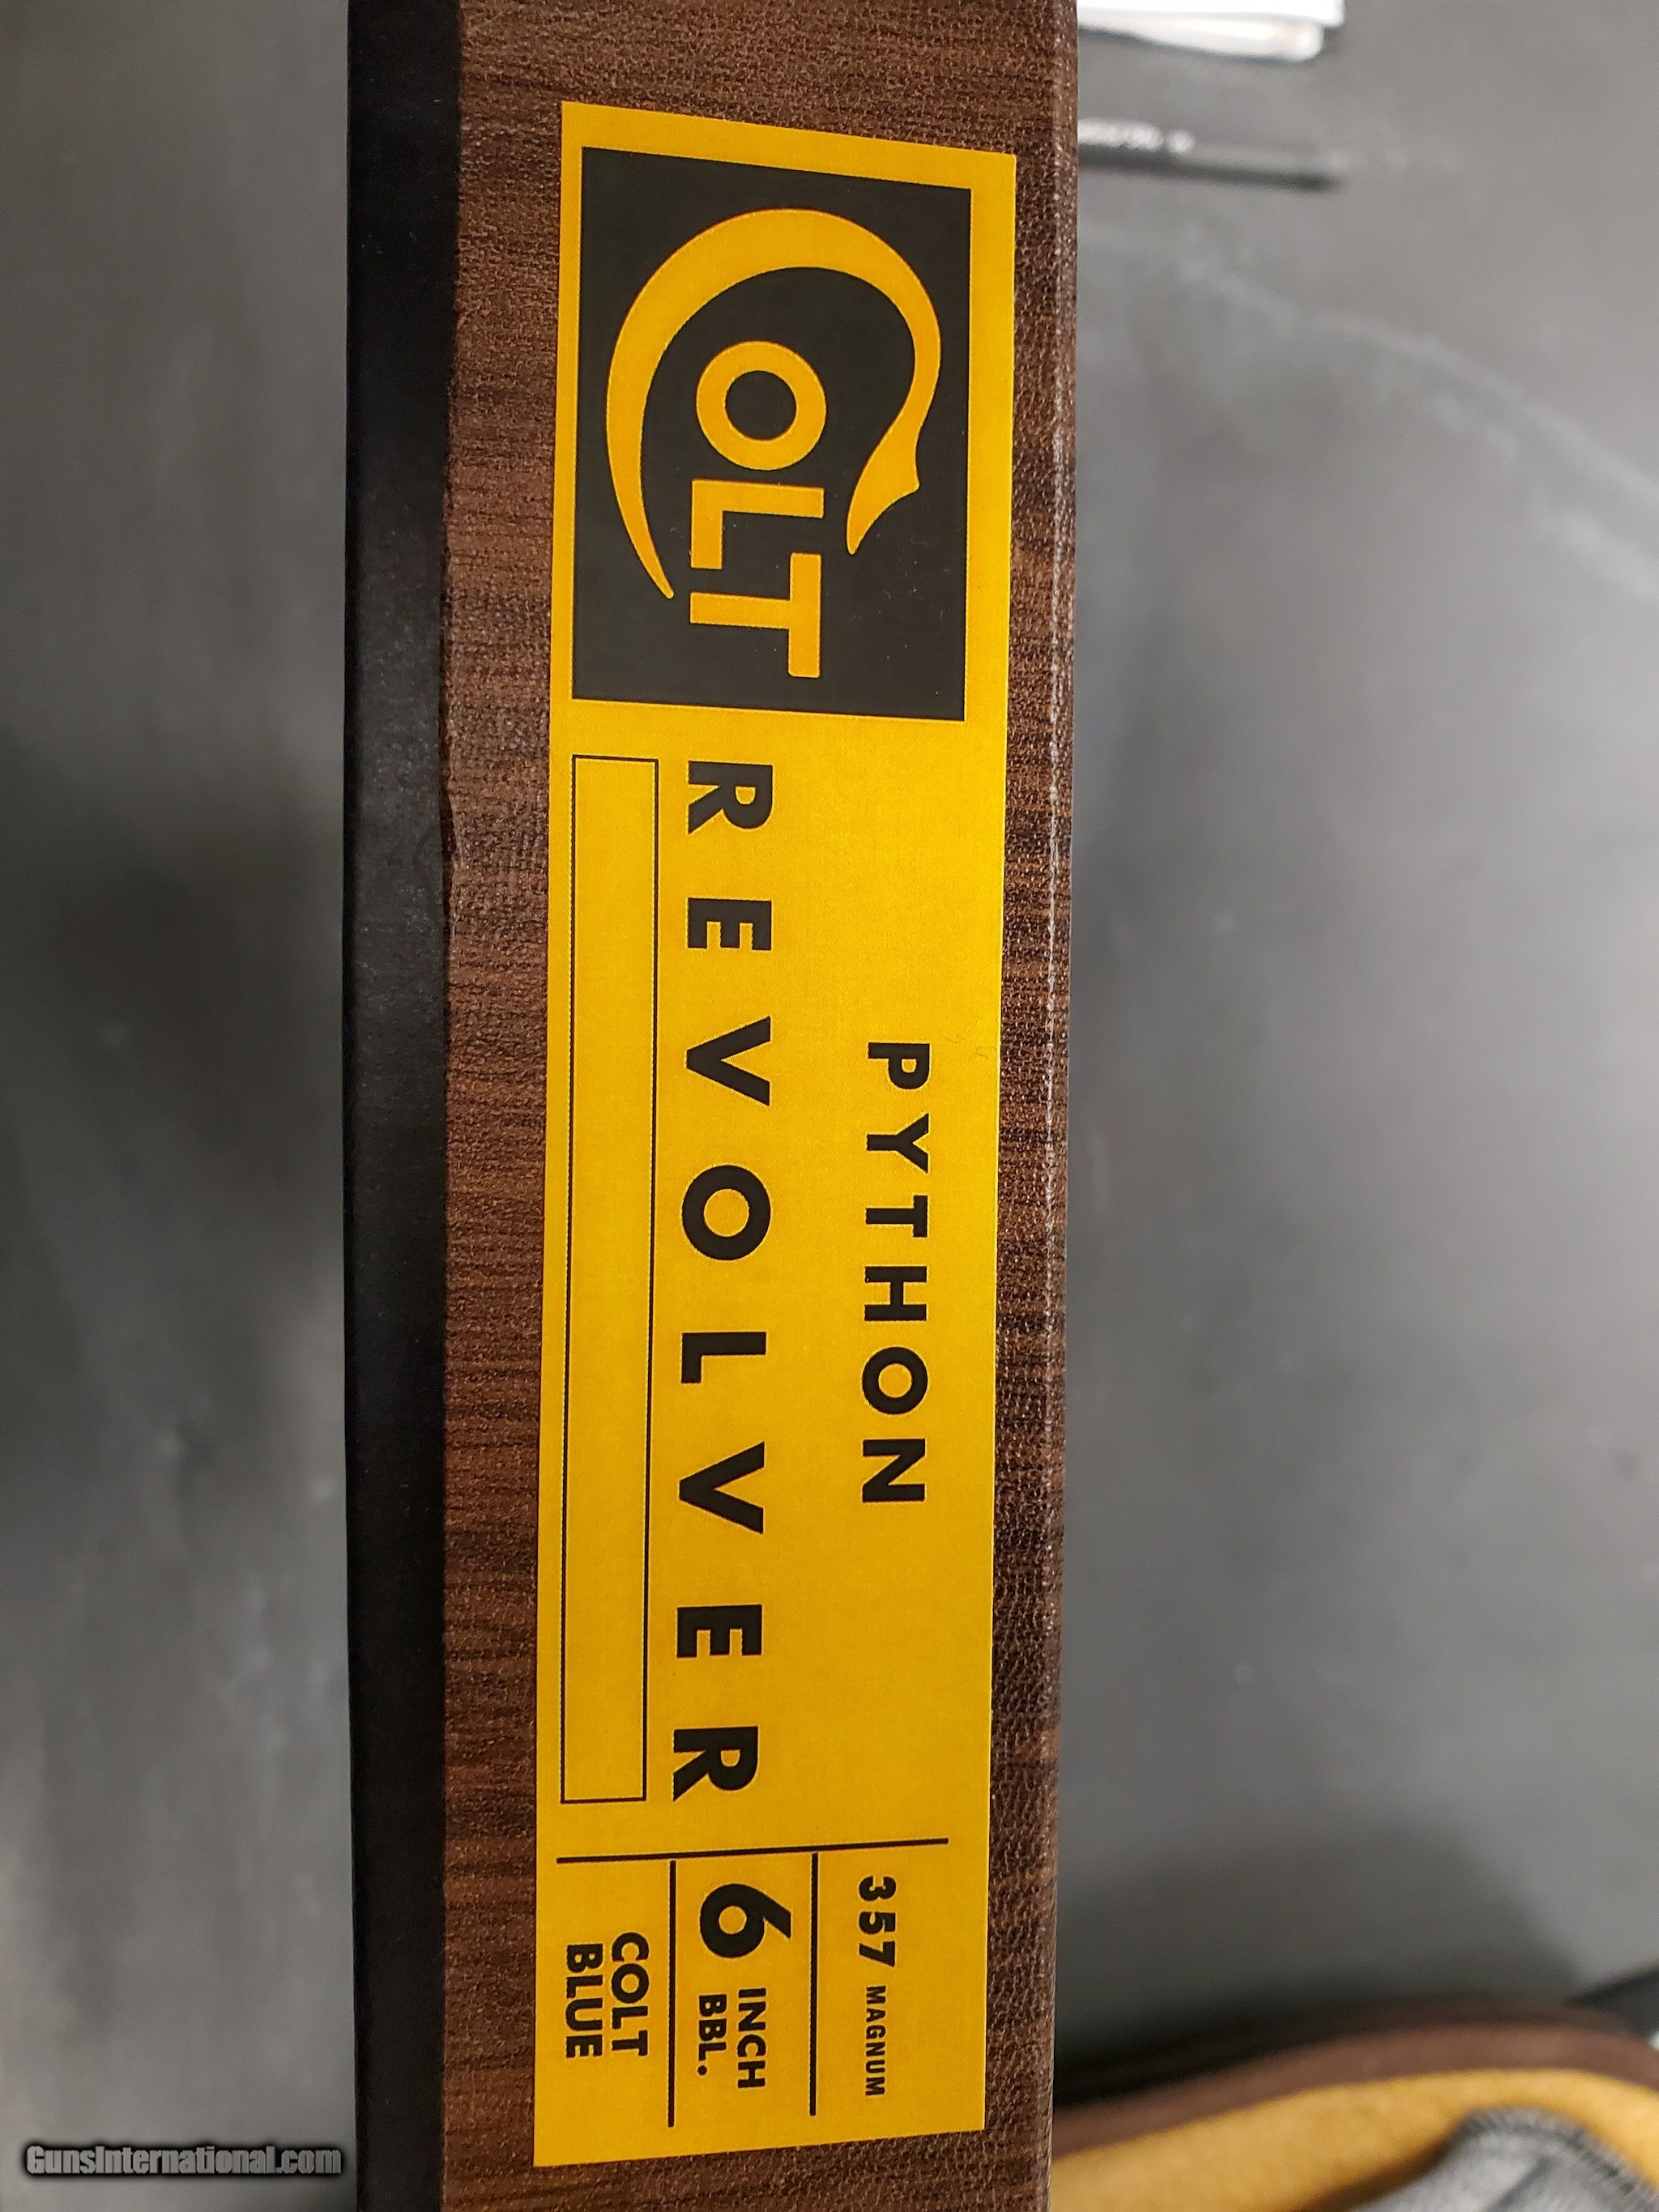 COLT
PYTHON
REVOLVER
357 MAGNUM
6 INCH
BBL.
COLT
BLUE
GunsInternational.com